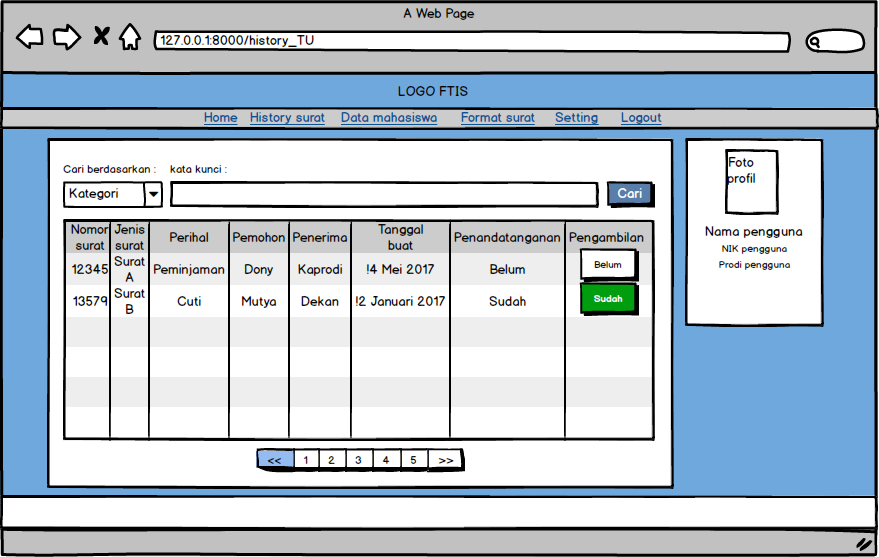 A Web Page
127.0.0.1:8000/history_TU
LOGO FTIS
Home History surat Data mahasiswa Format surat Setting Logout
Cari berdasarkan : kata kunci :
Kategori Cari
Nomor surat Jenis surat Perihal Pemohon Penerima Tanggal buat Penandatanganan Pengambilan
12345 Surat A Peminjaman Dony Kaprodi !4 Mei 2017 Belum Belum
13579 Surat B Cuti Mutya Dekan !2 Januari 2017 Sudah Sudah
<< 1 2 3 4 5 >>
Foto
profil
Nama pengguna
NIK pengguna
Prodi pengguna